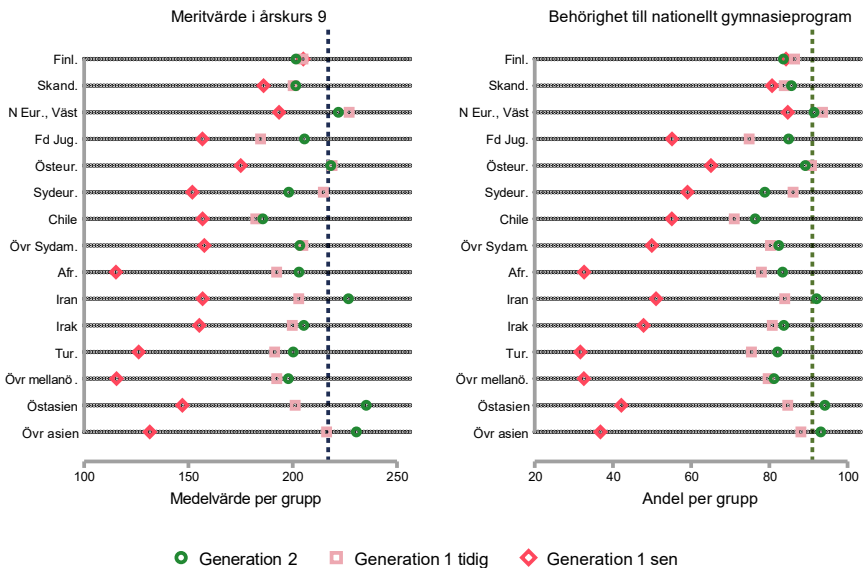 Meritvärde i årskurs 9
Finl.
Skand.
N Eur., Väst
Fd Jug.
Östeur.
Sydeur.
Chile
Övr Sydam.
Afr.
Iran
Irak
Tur.
Övr mellanö.
Östasien
Övr asien
100 150 200 250
Medelvärde per grupp
Behörighet till nationellt gymnasieprogram
Finl.
Skand.
N Eur., Väst
Fd Jug.
Östeur.
Sydeur.
Chile
Övr Sydam.
Afr.
Iran
Irak
Tur.
Övr mellanö.
Östasien
Övr asien
20 40 60 80 100
Andel per grupp
Generation 2 Generation 1 tidig Generation 1 sen